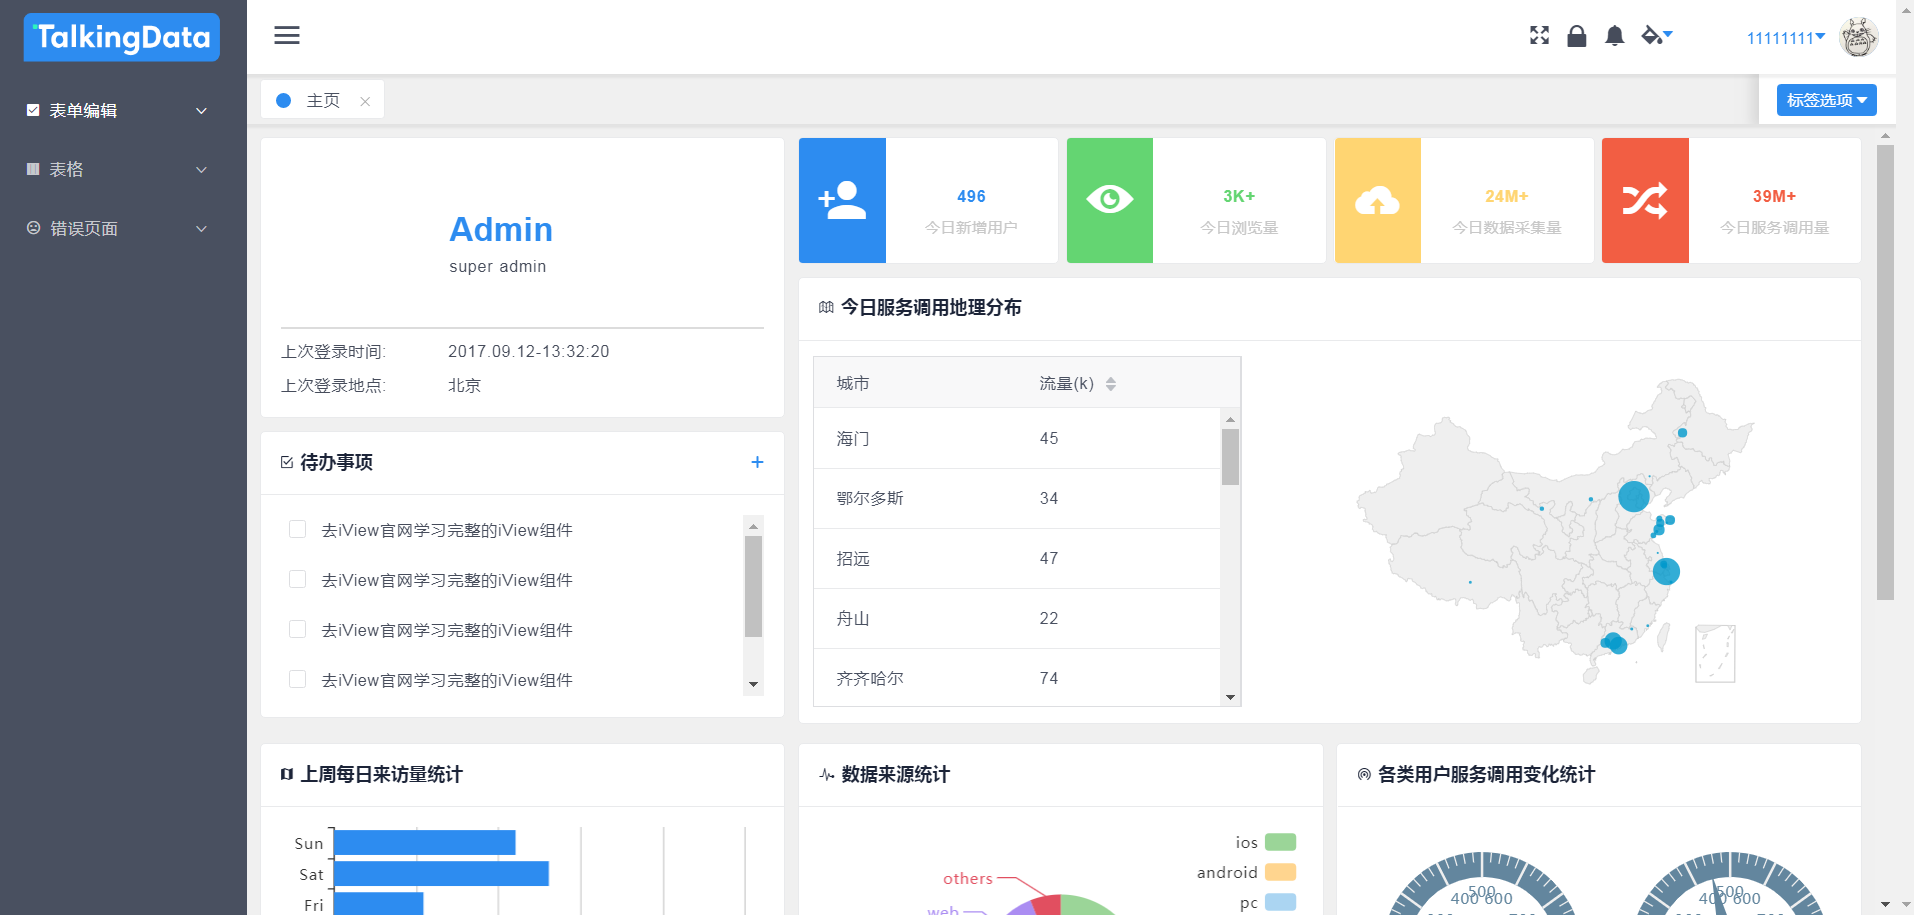 TalkingData
表单编辑
表格
错误页面
11111111
主页
标签选项
Admin
super admin
上次登录时间: 2017.09.12-13:32:20
上次登录地点: 北京
496
今日新增用户
3K+
今日浏览量
24M+
今日数据采集量
39M+
今日服务调用量
待办事项
去iView官网学习完整的iView组件
去iView官网学习完整的iView组件
去iView官网学习完整的iView组件
去iView官网学习完整的iView组件
今日服务调用地理分布
城市 流量(k)
海门 45
鄂尔多斯 34
招远 47
舟山 22
齐齐哈尔 74
上周每日来访量统计
Sun
Sat
Fri
数据来源统计
ios
android
pc
others
web
各类用户服务调用变化统计
500
400 600
500
400 600